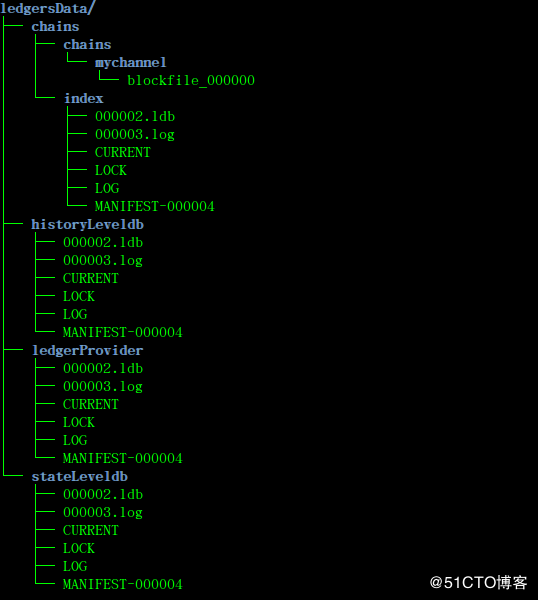 ledgersData/
├── chains
│   ├── chains
│   │   └── mychannel
│   │       └── blockfile_000000
│   └── index
│       ├── 000002.ldb
│       ├── 000003.log
│       ├── CURRENT
│       ├── LOCK
│       ├── LOG
│       └── MANIFEST-000004
├── historyLeveldb
│   ├── 000002.ldb
│   ├── 000003.log
│   ├── CURRENT
│   ├── LOCK
│   ├── LOG
│   └── MANIFEST-000004
├── ledgerProvider
│   ├── 000002.ldb
│   ├── 000003.log
│   ├── CURRENT
│   ├── LOCK
│   ├── LOG
│   └── MANIFEST-000004
└── stateLeveldb
    ├── 000002.ldb
    ├── 000003.log
    ├── CURRENT
    ├── LOCK
    ├── LOG
    └── MANIFEST-000004
@51CTO博客